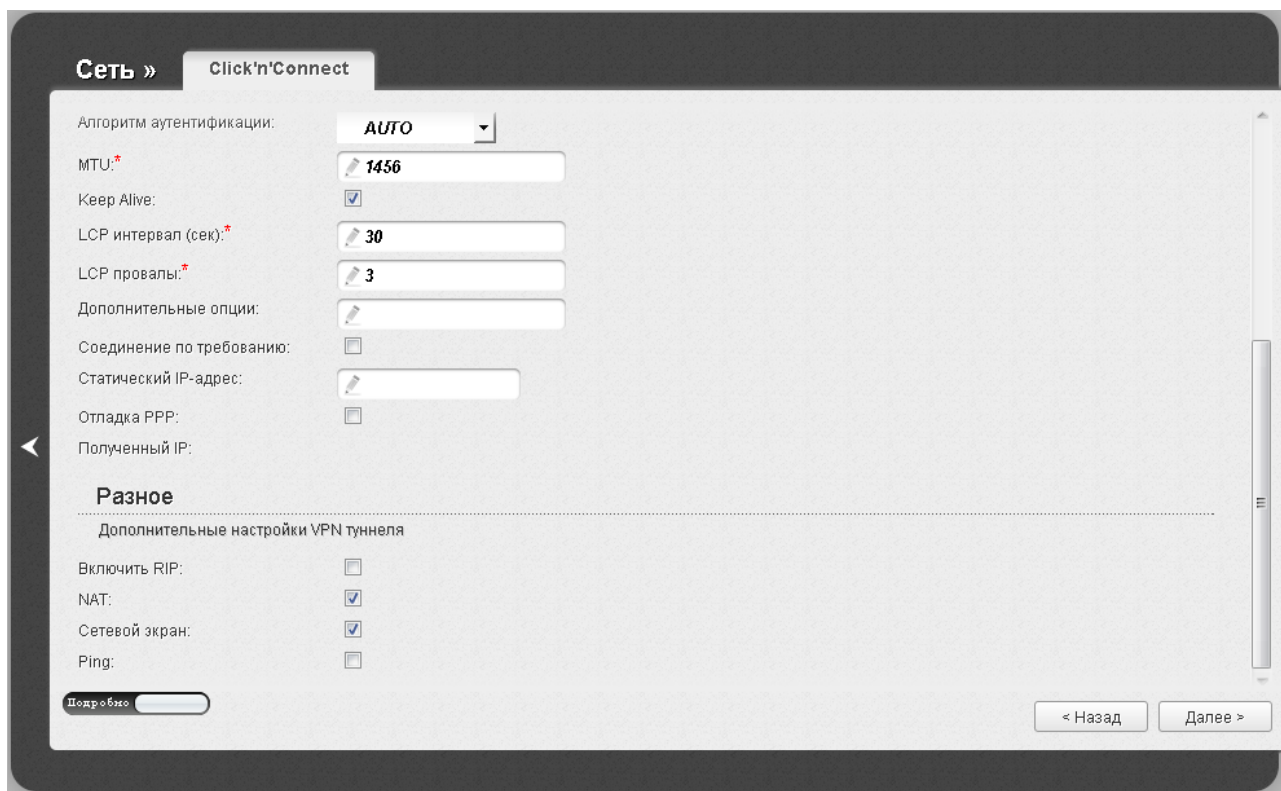 Сеть »
Click'n'Connect
Алгоритм аутентификации: AUTO
MTU:* 1456
Keep Alive:
LCP интервал (сек):* 30
LCP провалы:* 3
Дополнительные опции:
Соединение по требованию:
Статический IP-адрес:
Отладка PPP:
Полученный IP:
Разное
Дополнительные настройки VPN туннеля
Включить RIP:
NAT:
Сетевой экран:
Ping:
Подробно
< Назад
Далее >